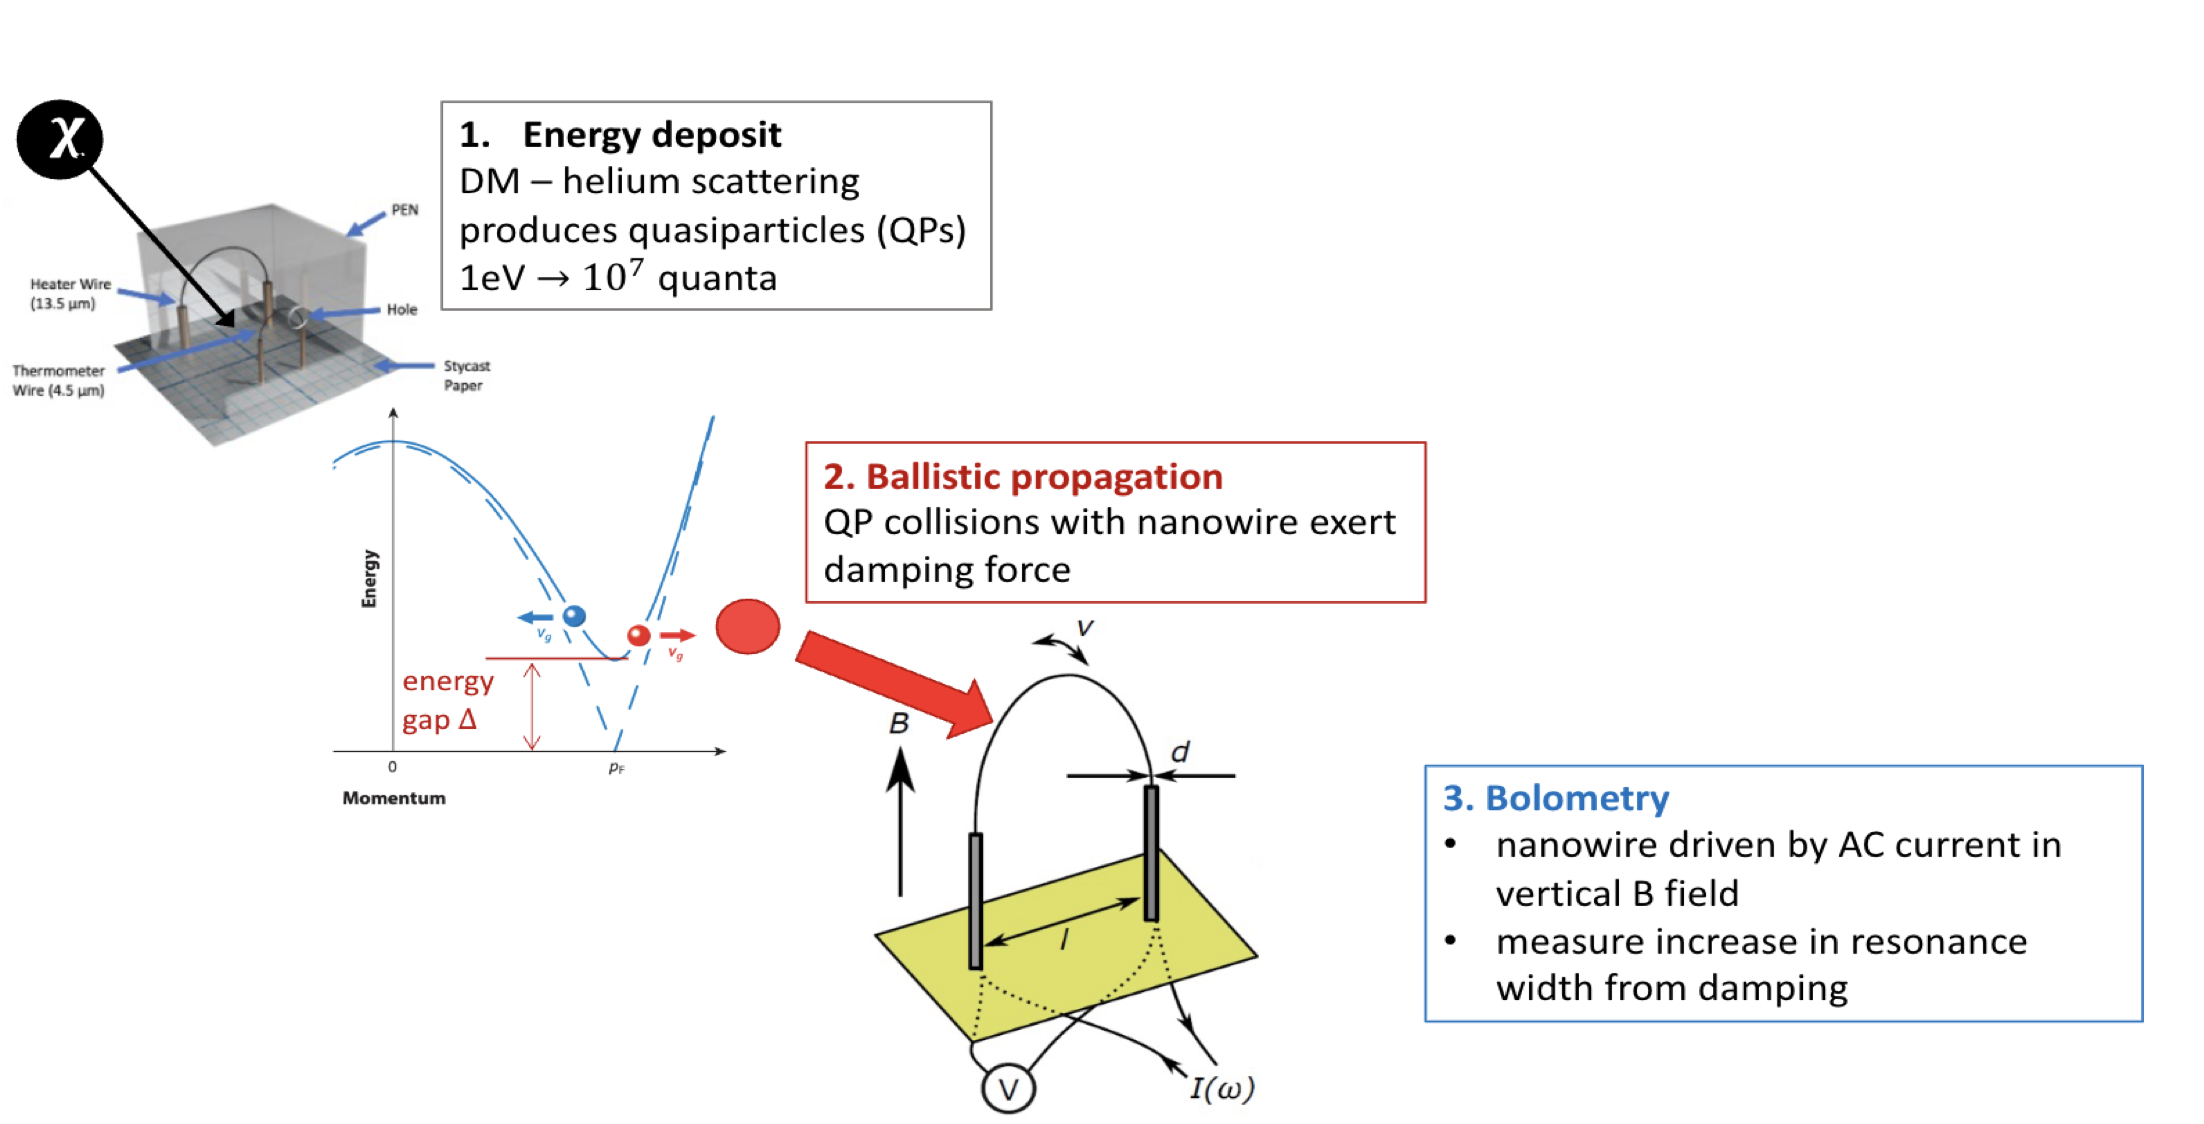 χ
1. Energy deposit
DM – helium scattering
produces quasiparticles (QPs)
1eV → 10⁷ quanta
PEN
Heater Wire
(13.5 μm)
Hole
Thermometer
Wire (4.5 μm)
Stycast
Paper
2. Ballistic propagation
QP collisions with nanowire exert
damping force
Energy
v_g
v_g
energy
gap Δ
0
p_F
Momentum
v
B
d
l
V
I(ω)
3. Bolometry
• nanowire driven by AC current in
vertical B field
• measure increase in resonance
width from damping